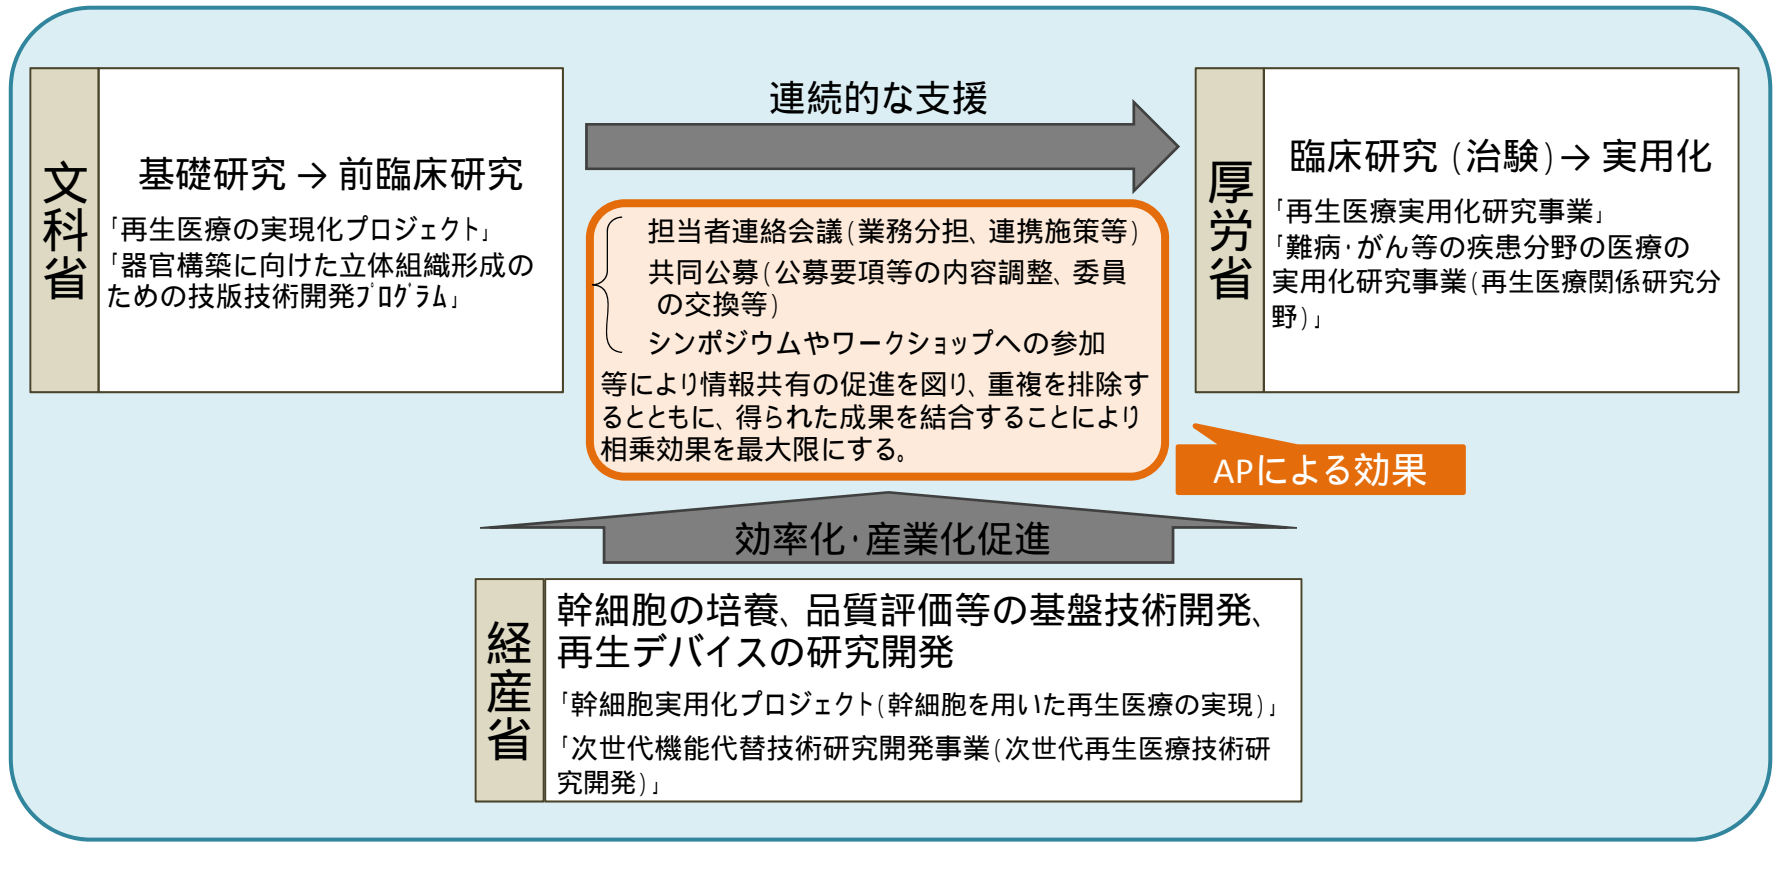 文科省
基礎研究 → 前臨床研究
「再生医療の実現化プロジェクト」
「器官構築に向けた立体組織形成の
ための技版技術開発プログラム」
連続的な支援
厚労省
臨床研究 (治験)→ 実用化
「再生医療実用化研究事業」
「難病・がん等の疾患分野の医療の
実用化研究事業(再生医療関係研究分
野)」
担当者連絡会議(業務分担、連携施策等)
共同公募(公募要項等の内容調整、委員
の交換等)
シンポジウムやワークショップへの参加
等により情報共有の促進を図り、重複を排除す
るとともに、得られた成果を結合することにより
相乗効果を最大限にする。
APによる効果
効率化・産業化促進
経産省
幹細胞の培養、品質評価等の基盤技術開発、
再生デバイスの研究開発
「幹細胞実用化プロジェクト(幹細胞を用いた再生医療の実現)」
「次世代機能代替技術研究開発事業(次世代再生医療技術研
究開発)」